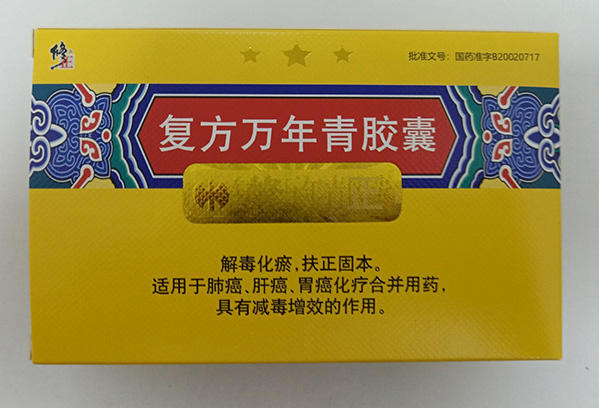 修正
批准文号：国药准字B20020717
复方万年青胶囊
解毒化瘀，扶正固本。
适用于肺癌、肝癌、胃癌化疗合并用药，
具有减毒增效的作用。